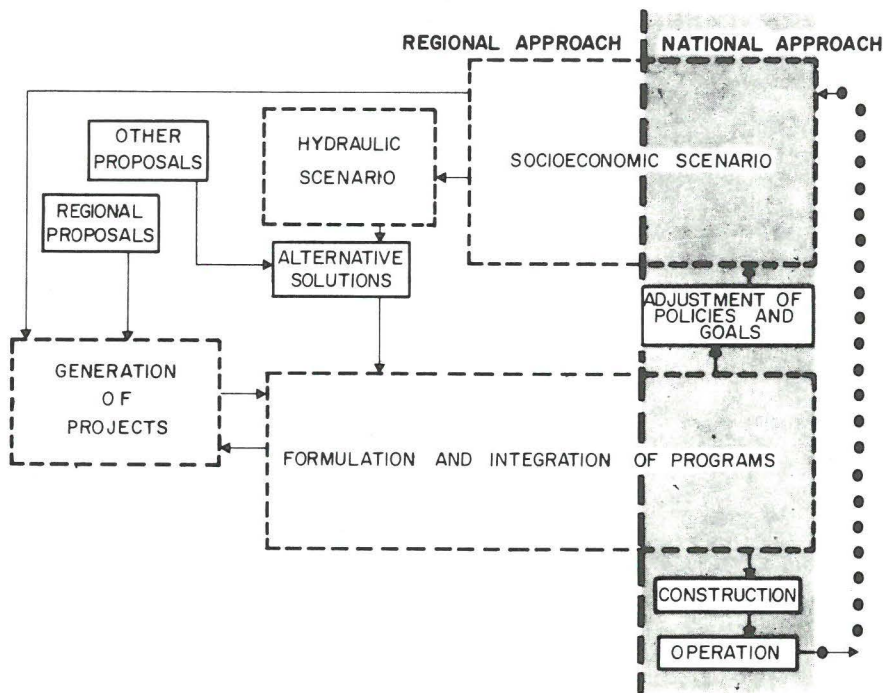 REGIONAL APPROACH
NATIONAL APPROACH
OTHER
PROPOSALS
HYDRAULIC
SCENARIO
SOCIOECONOMIC SCENARIO
REGIONAL
PROPOSALS
ALTERNATIVE
SOLUTIONS
ADJUSTMENT OF
POLICIES AND
GOALS
GENERATION
OF
PROJECTS
FORMULATION AND INTEGRATION OF PROGRAMS
CONSTRUCTION
OPERATION